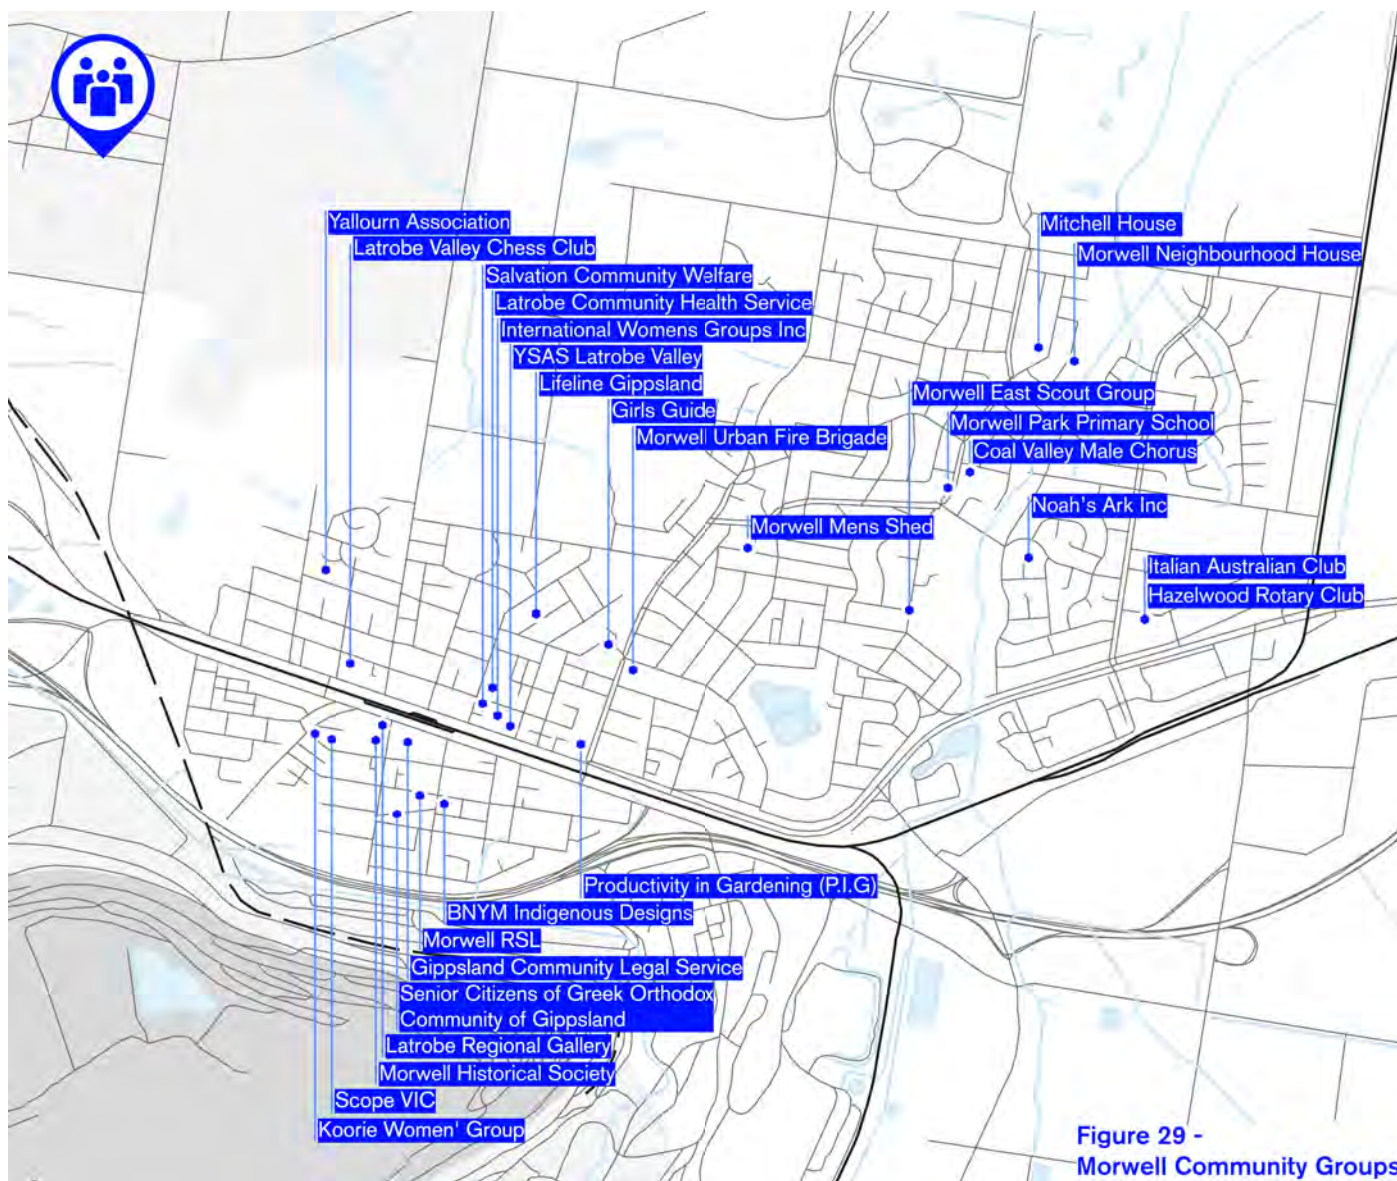 Yallourn Association
Latrobe Valley Chess Club
Salvation Community Welfare
Latrobe Community Health Service
International Womens Groups Inc
YSAS Latrobe Valley
Lifeline Gippsland
Girls Guide
Morwell Urban Fire Brigade
Mitchell House
Morwell Neighbourhood House
Morwell East Scout Group
Morwell Park Primary School
Coal Valley Male Chorus
Noah's Ark Inc
Morwell Mens Shed
Italian Australian Club
Hazelwood Rotary Club
Productivity in Gardening (P.I.G)
BNYM Indigenous Designs
Morwell RSL
Gippsland Community Legal Service
Senior Citizens of Greek Orthodox
Community of Gippsland
Latrobe Regional Gallery
Morwell Historical Society
Scope VIC
Koorie Women' Group
Figure 29 -
Morwell Community Groups